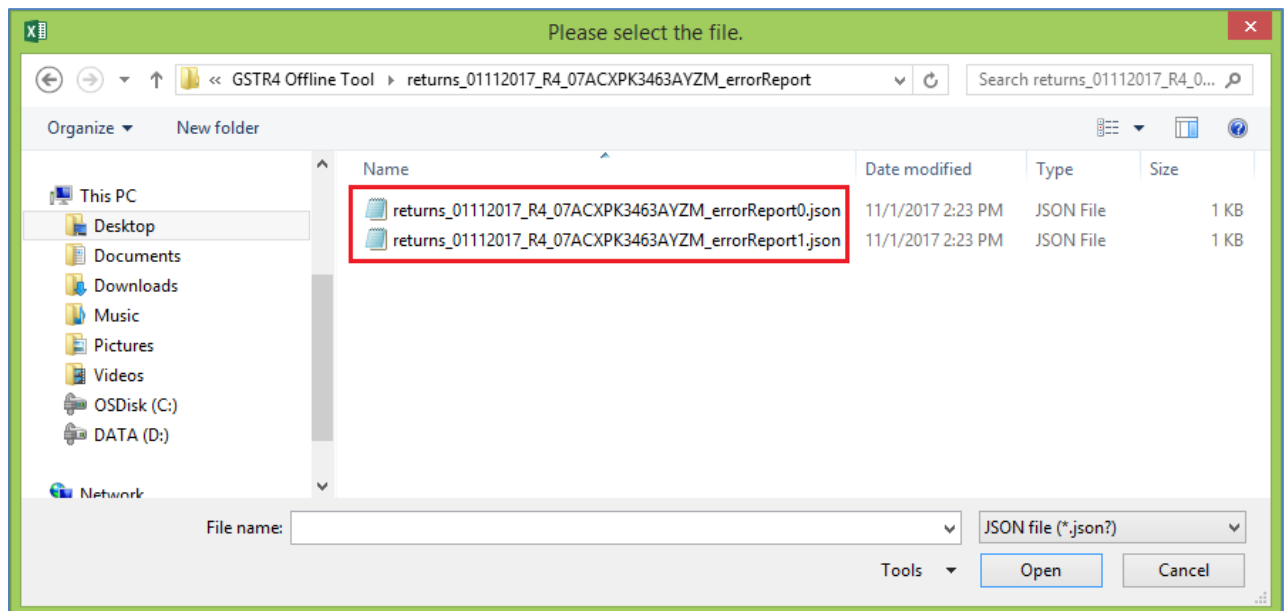 Please select the file.
« GSTR4 Offline Tool returns_01112017_R4_07ACXPK3463AYZM_errorReport Search returns_01112017_R4_0...
Organize New folder
Name Date modified Type Size
This PC
returns_01112017_R4_07ACXPK3463AYZM_errorReport0.json 11/1/2017 2:23 PM JSON File 1 KB
Desktop
returns_01112017_R4_07ACXPK3463AYZM_errorReport1.json 11/1/2017 2:23 PM JSON File 1 KB
Documents
Downloads
Music
Pictures
Videos
OSDisk (C:)
DATA (D:)
Network
File name: JSON file (*.json?)
Tools Open Cancel